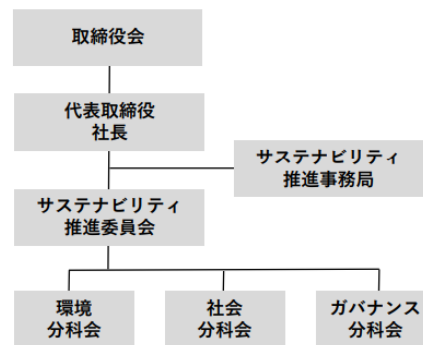 取締役会
代表取締役
社長
サステナビリティ
推進事務局
サステナビリティ
推進委員会
環境
分科会
社会
分科会
ガバナンス
分科会